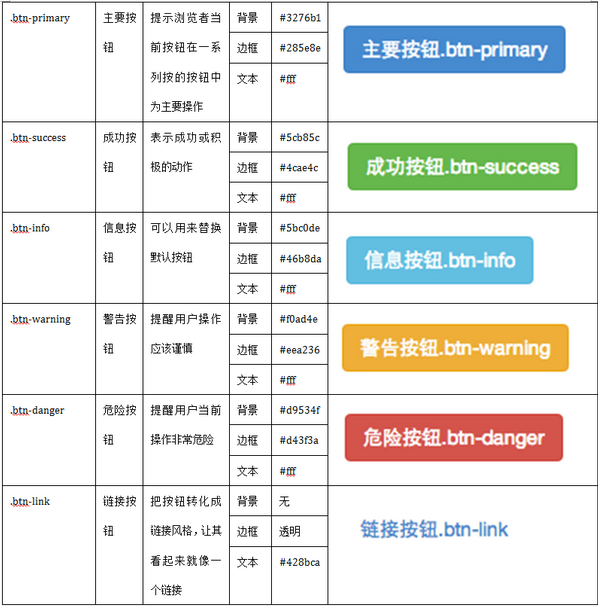 .btn-primary
主要按
钮
提示浏览者当
前按钮在一系
列按的按钮中
为主要操作
背景
#3276b1
边框
#285e8e
文本
#fff
主要按钮.btn-primary
.btn-success
成功按
钮
表示成功或积
极的动作
背景
#5cb85c
边框
#4cae4c
文本
#fff
成功按钮.btn-success
.btn-info
信息按
钮
可以用来替换
默认按钮
背景
#5bc0de
边框
#46b8da
文本
#fff
信息按钮.btn-info
.btn-warning
警告按
钮
提醒用户操作
应该谨慎
背景
#f0ad4e
边框
#eea236
文本
#fff
警告按钮.btn-warning
.btn-danger
危险按
钮
提醒用户当前
操作非常危险
背景
#d9534f
边框
#d43f3a
文本
#fff
危险按钮.btn-danger
.btn-link
链接按
钮
把按钮转化成
链接风格,让其
看起来就像一
个链接
背景
无
边框
透明
文本
#428bca
链接按钮.btn-link